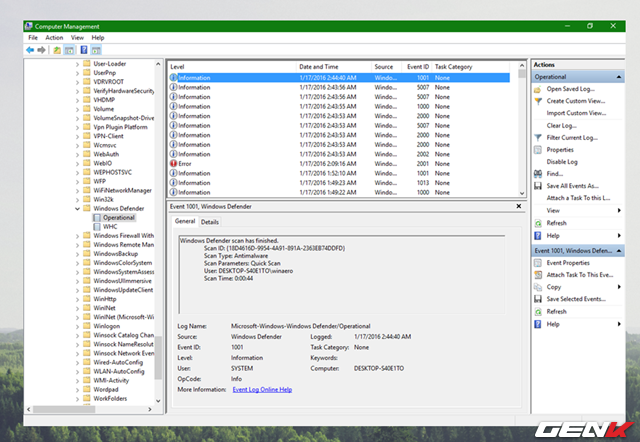 Computer Management
File Action View Help
User-Loader
UserPnp
VDRVROOT
VerifyHardwareSecurity
VHDMP
Volume
VolumeSnapshot-Drive
Vpn Plugin Platform
VPN-Client
Wcmsvc
WebAuth
WebIO
WEPHOSTSVC
WFP
WiFiNetworkManager
Win32k
Windows Defender
Operational
WHC
Windows Firewall With
Windows Remote Man
WindowsBackup
WindowsColorSystem
WindowsSystemAssess
WindowsUIImmersive
WindowsUpdateClient
WinHttp
WinINet
WinINet (Microsoft-Wi
Winlogon
Winsock Catalog Chan
Winsock NameResolut
Winsock Network Even
Wired-AutoConfig
WLAN-AutoConfig
WMI-Activity
Wordpad
WorkFolders
Level Date and Time Source Event ID Task Category
Information 1/17/2016 2:44:40 AM Windo... 1001 None
Information 1/17/2016 2:43:56 AM Windo... 5007 None
Information 1/17/2016 2:43:56 AM Windo... 5007 None
Information 1/17/2016 2:43:55 AM Windo... 1000 None
Information 1/17/2016 2:43:54 AM Windo... 2000 None
Information 1/17/2016 2:43:53 AM Windo... 5007 None
Information 1/17/2016 2:43:53 AM Windo... 2000 None
Information 1/17/2016 2:43:53 AM Windo... 2002 None
Error 1/17/2016 2:09:16 AM Windo... 2001 None
Information 1/17/2016 1:52:10 AM Windo... 1001 None
Information 1/17/2016 1:49:23 AM Windo... 1013 None
Information 1/17/2016 1:49:22 AM Windo... 1000 None
Event 1001, Windows Defender
General Details
Windows Defender scan has finished.
Scan ID: {18D4616D-9954-4A91-891A-2363EB74DDFD}
Scan Type: Antimalware
Scan Parameters: Quick Scan
User: DESKTOP-S40E1TO\winaero
Scan Time: 0:00:44
Log Name: Microsoft-Windows-Windows Defender/Operational
Source: Windows Defender Logged: 1/17/2016 2:44:40 AM
Event ID: 1001 Task Category: None
Level: Information Keywords:
User: SYSTEM Computer: DESKTOP-S40E1TO
OpCode: Info
More Information: Event Log Online Help
Actions
Operational
Open Saved Log...
Create Custom View...
Import Custom View...
Clear Log...
Filter Current Log...
Properties
Disable Log
Find...
Save All Events As...
Attach a Task To this L...
View
Refresh
Help
Event 1001, Windows Defen...
Event Properties
Attach Task To This Eve...
Copy
Save Selected Events...
Refresh
Help
GENK